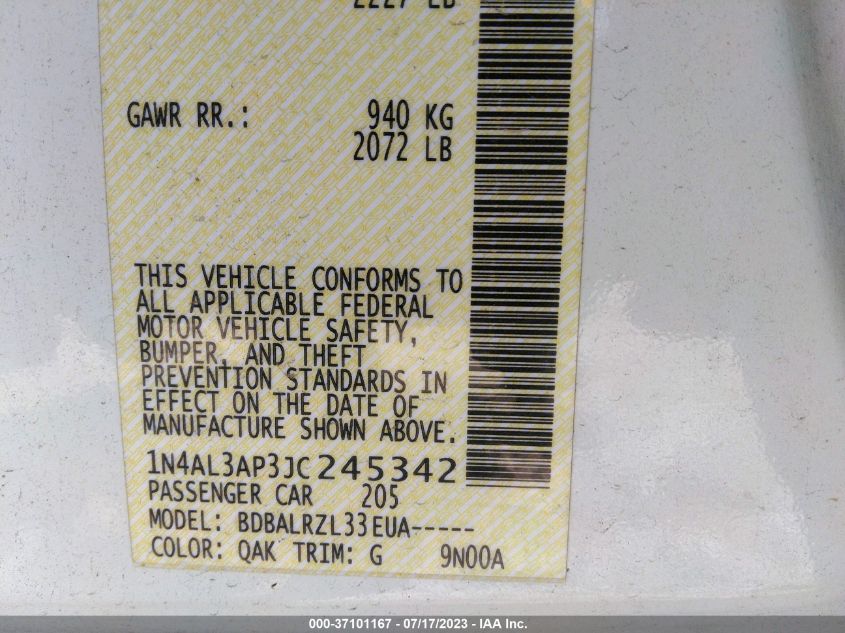 2227 LB
GAWR RR.: 940 KG
2072 LB
THIS VEHICLE CONFORMS TO
ALL APPLICABLE FEDERAL
MOTOR VEHICLE SAFETY,
BUMPER, AND THEFT
PREVENTION STANDARDS IN
EFFECT ON THE DATE OF
MANUFACTURE SHOWN ABOVE.
1N4AL3AP3JC245342
PASSENGER CAR 205
MODEL: BDBALRZL33EUA-----
COLOR: QAK TRIM: G 9N00A
000-37101167 - 07/17/2023 - IAA Inc.